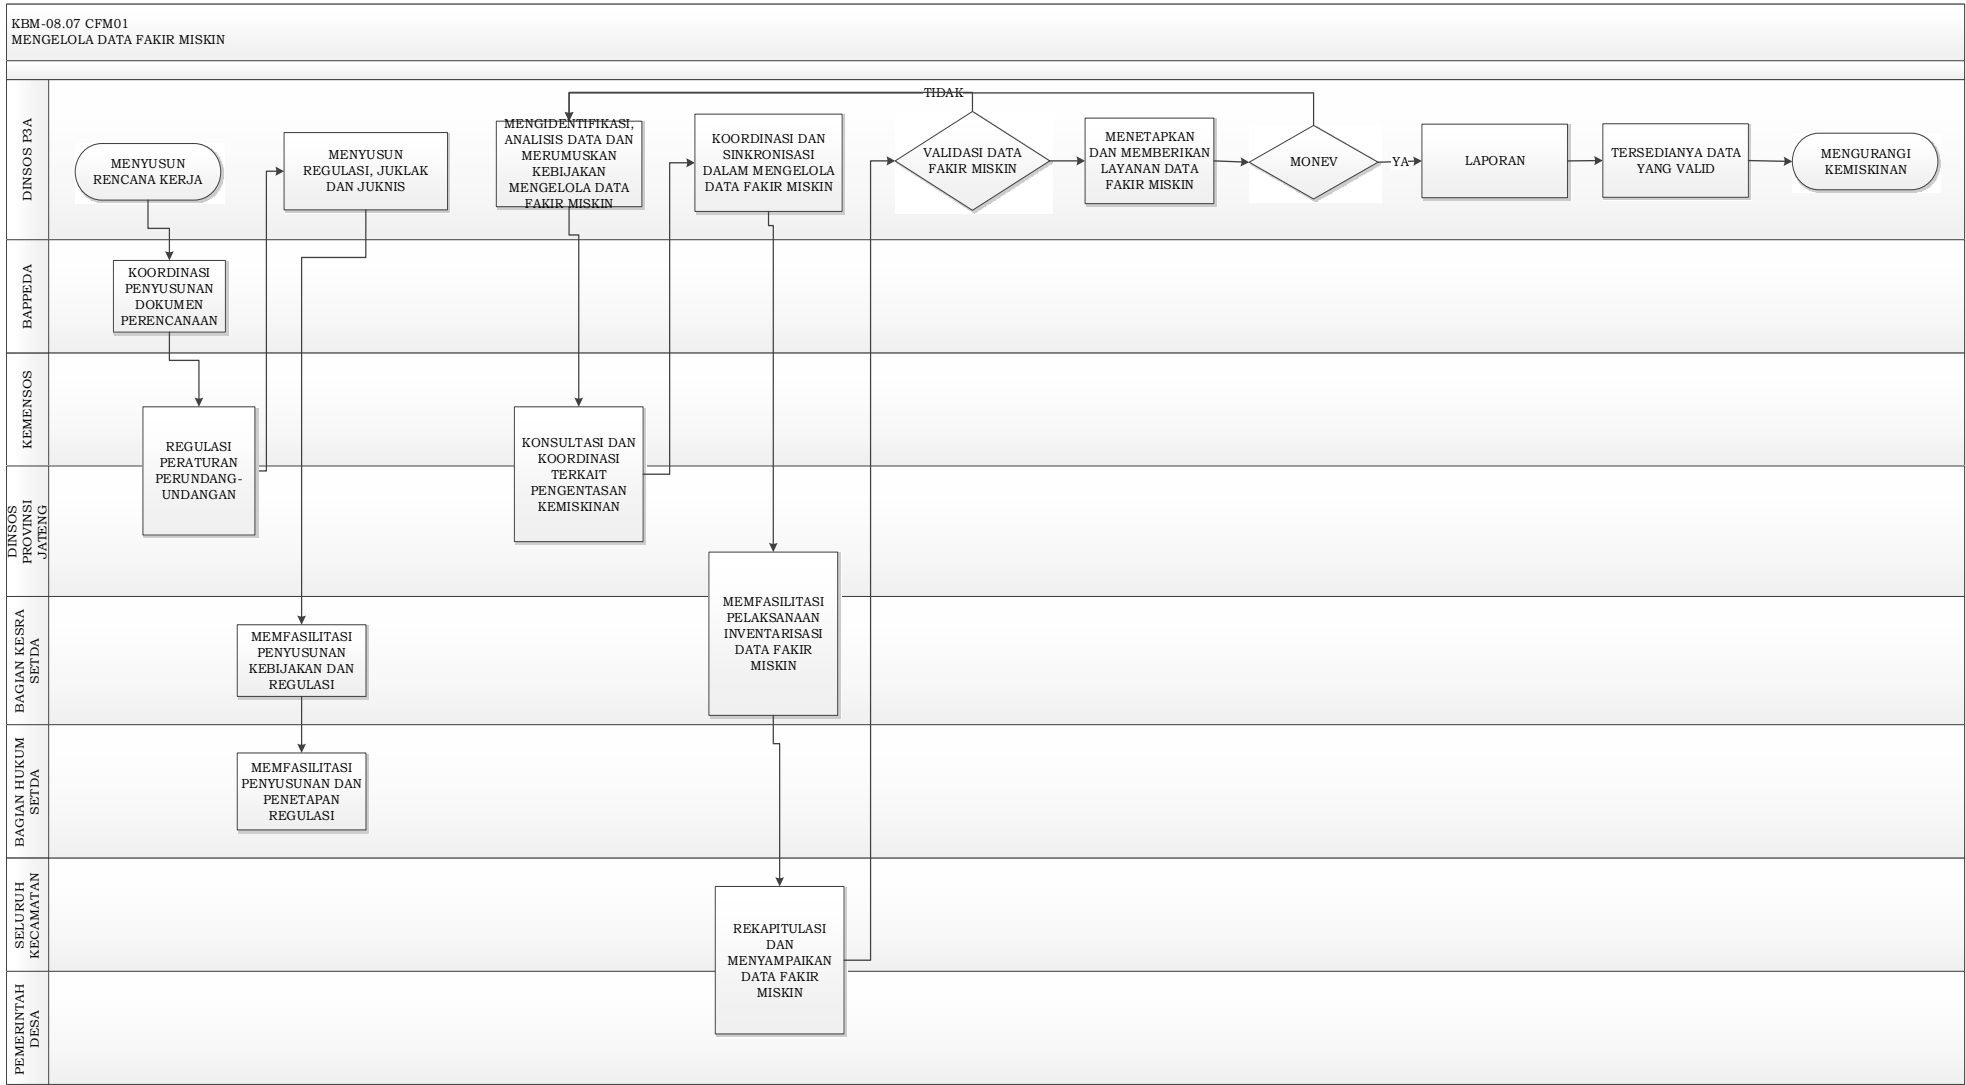 KBM-08.07 CFM01
MENGELOLA DATA FAKIR MISKIN
DINSOS P3A
MENYUSUN
RENCANA KERJA
MENYUSUN
REGULASI, JUKLAK
DAN JUKNIS
MENGIDENTIFIKASI,
ANALISIS DATA DAN
MERUMUSKAN
KEBIJAKAN
MENGELOLA DATA
FAKIR MISKIN
KOORDINASI DAN
SINKRONISASI
DALAM MENGELOLA
DATA FAKIR MISKIN
TIDAK
VALIDASI DATA
FAKIR MISKIN
MENETAPKAN
DAN MEMBERIKAN
LAYANAN DATA
FAKIR MISKIN
MONEV
YA
LAPORAN
TERSEDIANYA DATA
YANG VALID
MENGURANGI
KEMISKINAN
BAPPEDA
KOORDINASI
PENYUSUNAN
DOKUMEN
PERENCANAAN
KEMENSOS
REGULASI
PERATURAN
PERUNDANG-
UNDANGAN
KONSULTASI DAN
KOORDINASI
TERKAIT
PENGENTASAN
KEMISKINAN
DINSOS
PROVINSI
JATENG
MEMFASILITASI
PELAKSANAAN
INVENTARISASI
DATA FAKIR
MISKIN
BAGIAN KESRA
SETDA
MEMFASILITASI
PENYUSUNAN
KEBIJAKAN DAN
REGULASI
BAGIAN HUKUM
SETDA
MEMFASILITASI
PENYUSUNAN DAN
PENETAPAN
REGULASI
SELURUH
KECAMATAN
REKAPITULASI
DAN
MENYAMPAIKAN
DATA FAKIR
MISKIN
PEMERINTAH
DESA